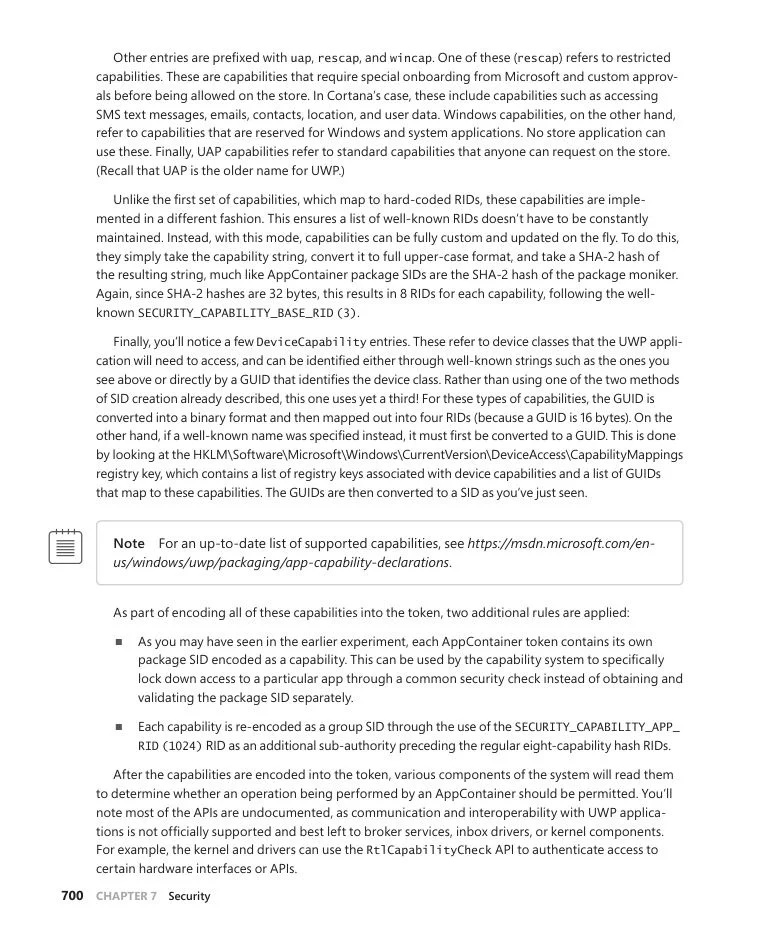 Other entries are prefixed with uap, rescap, and wincap. One of these (rescap) refers to restricted
capabilities. These are capabilities that require special onboarding from Microsoft and custom approv-
als before being allowed on the store. In Cortana's case, these include capabilities such as accessing
SMS text messages, emails, contacts, location, and user data. Windows capabilities, on the other hand,
refer to capabilities that are reserved for Windows and system applications. No store application can
use these. Finally, UAP capabilities refer to standard capabilities that anyone can request on the store.
(Recall that UAP is the older name for UWP.)
Unlike the first set of capabilities, which map to hard-coded RIDs, these capabilities are imple-
mented in a different fashion. This ensures a list of well-known RIDs doesn't have to be constantly
maintained. Instead, with this mode, capabilities can be fully custom and updated on the fly. To do this,
they simply take the capability string, convert it to full upper-case format, and take a SHA-2 hash of
the resulting string, much like AppContainer package SIDs are the SHA-2 hash of the package moniker.
Again, since SHA-2 hashes are 32 bytes, this results in 8 RIDs for each capability, following the well-
known SECURITY_CAPABILITY_BASE_RID (3).
Finally, you'll notice a few DeviceCapability entries. These refer to device classes that the UWP appli-
cation will need to access, and can be identified either through well-known strings such as the ones you
see above or directly by a GUID that identifies the device class. Rather than using one of the two methods
of SID creation already described, this one uses yet a third! For these types of capabilities, the GUID is
converted into a binary format and then mapped out into four RIDs (because a GUID is 16 bytes). On the
other hand, if a well-known name was specified instead, it must first be converted to a GUID. This is done
by looking at the HKLM\Software\Microsoft\Windows\CurrentVersion\DeviceAccess\CapabilityMappings
registry key, which contains a list of registry keys associated with device capabilities and a list of GUIDs
that map to these capabilities. The GUIDs are then converted to a SID as you've just seen.
Note For an up-to-date list of supported capabilities, see https://msdn.microsoft.com/en-
us/windows/uwp/packaging/app-capability-declarations.
As part of encoding all of these capabilities into the token, two additional rules are applied:
■ As you may have seen in the earlier experiment, each AppContainer token contains its own
package SID encoded as a capability. This can be used by the capability system to specifically
lock down access to a particular app through a common security check instead of obtaining and
validating the package SID separately.
■ Each capability is re-encoded as a group SID through the use of the SECURITY_CAPABILITY_APP_
RID (1024) RID as an additional sub-authority preceding the regular eight-capability hash RIDs.
After the capabilities are encoded into the token, various components of the system will read them
to determine whether an operation being performed by an AppContainer should be permitted. You'll
note most of the APIs are undocumented, as communication and interoperability with UWP applica-
tions is not officially supported and best left to broker services, inbox drivers, or kernel components.
For example, the kernel and drivers can use the RtlCapabilityCheck API to authenticate access to
certain hardware interfaces or APIs.
700 CHAPTER 7 Security